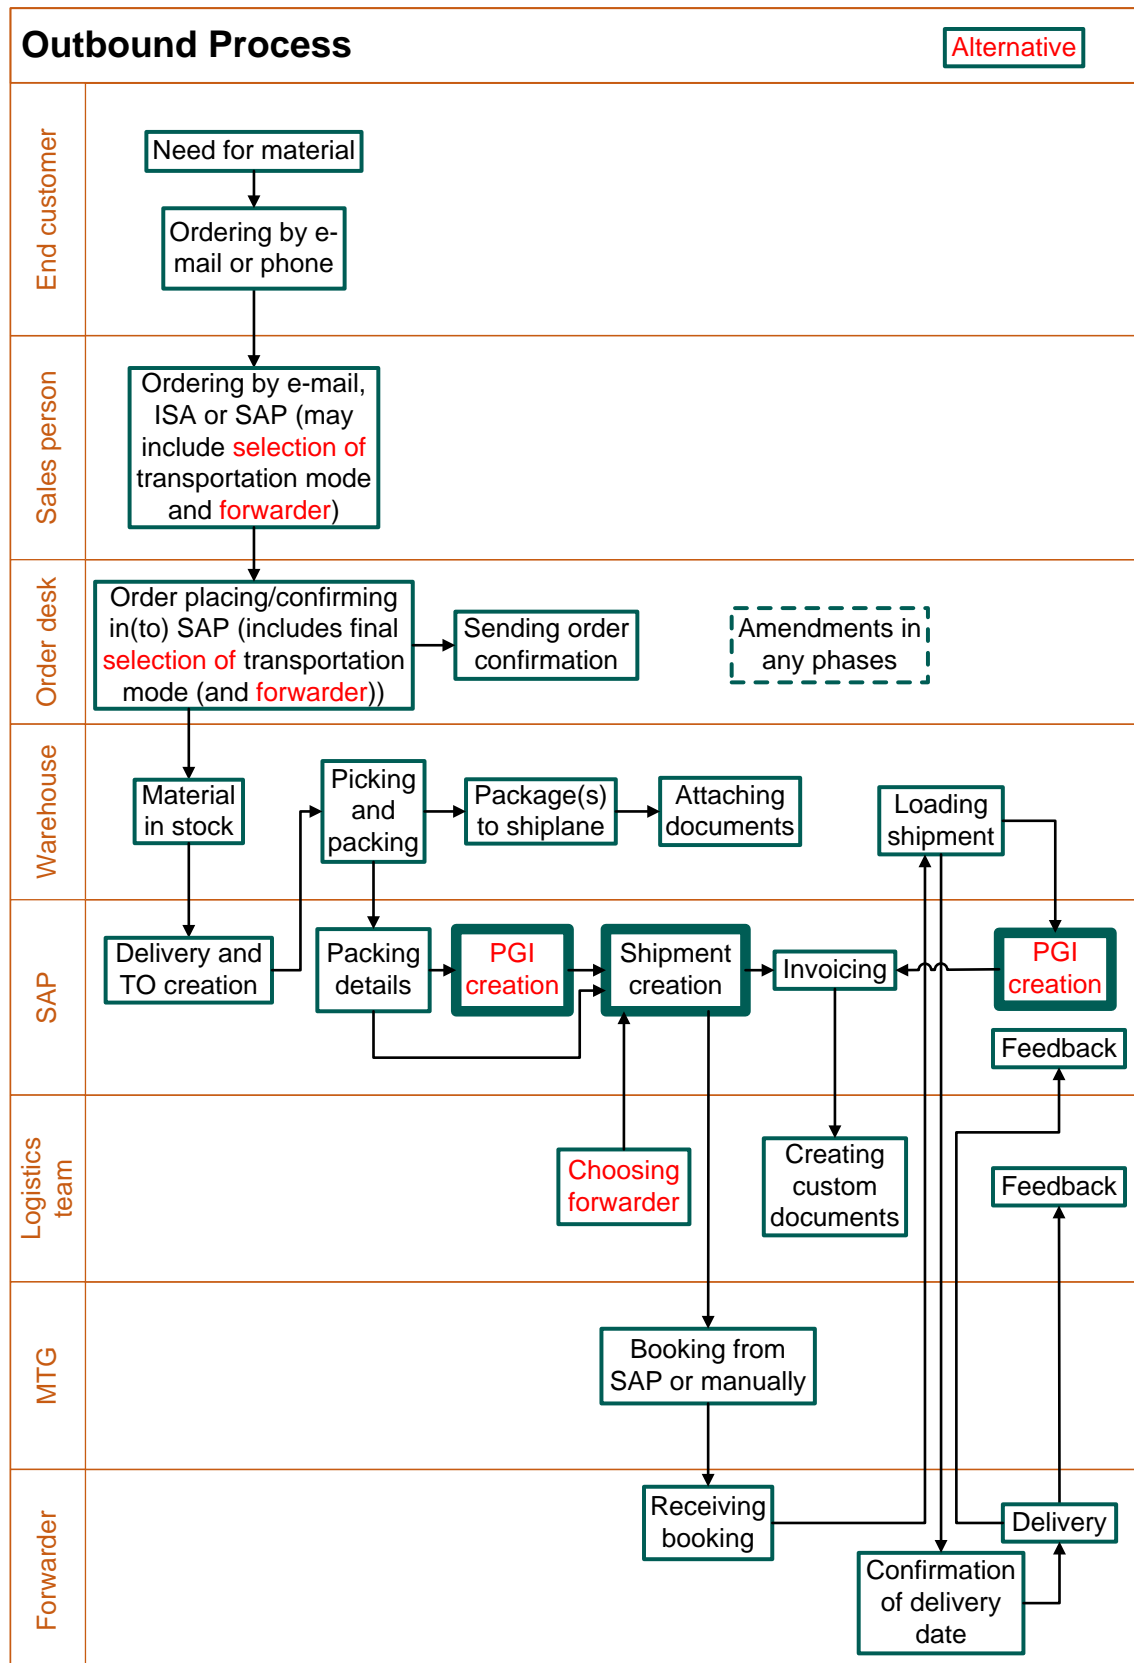 Outbound Process
Alternative
End customer
Need for material
Ordering by e-
mail or phone
Sales person
Ordering by e-mail,
ISA or SAP (may
include selection of
transportation mode
and forwarder)
Order desk
Order placing/confirming
in(to) SAP (includes final
selection of transportation
mode (and forwarder))
Sending order
confirmation
Amendments in
any phases
Warehouse
Material
in stock
Picking
and
packing
Package(s)
to shiplane
Attaching
documents
Loading
shipment
SAP
Delivery and
TO creation
Packing
details
PGI
creation
Shipment
creation
Invoicing
PGI
creation
Feedback
Logistics
team
Choosing
forwarder
Creating
custom
documents
Feedback
MTG
Booking from
SAP or manually
Forwarder
Receiving
booking
Delivery
Confirmation
of delivery
date